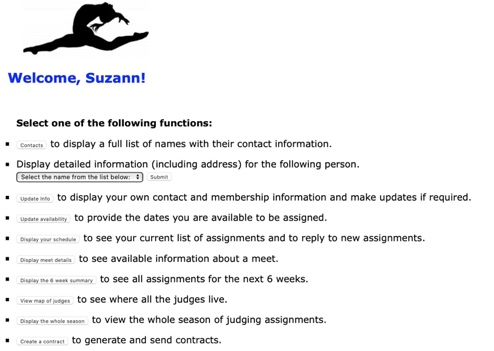 Welcome, Suzann!
Select one of the following functions:
Contacts to display a full list of names with their contact information.
Display detailed information (including address) for the following person.
Select the name from the list below: Submit
Update info to display your own contact and membership information and make updates if required.
Update availability to provide the dates you are available to be assigned.
Display your schedule to see your current list of assignments and to reply to new assignments.
Display meet details to see available information about a meet.
Display the 6 week summary to see all assignments for the next 6 weeks.
View map of judges to see where all the judges live.
Display the whole season to view the whole season of judging assignments.
Create a contract to generate and send contracts.